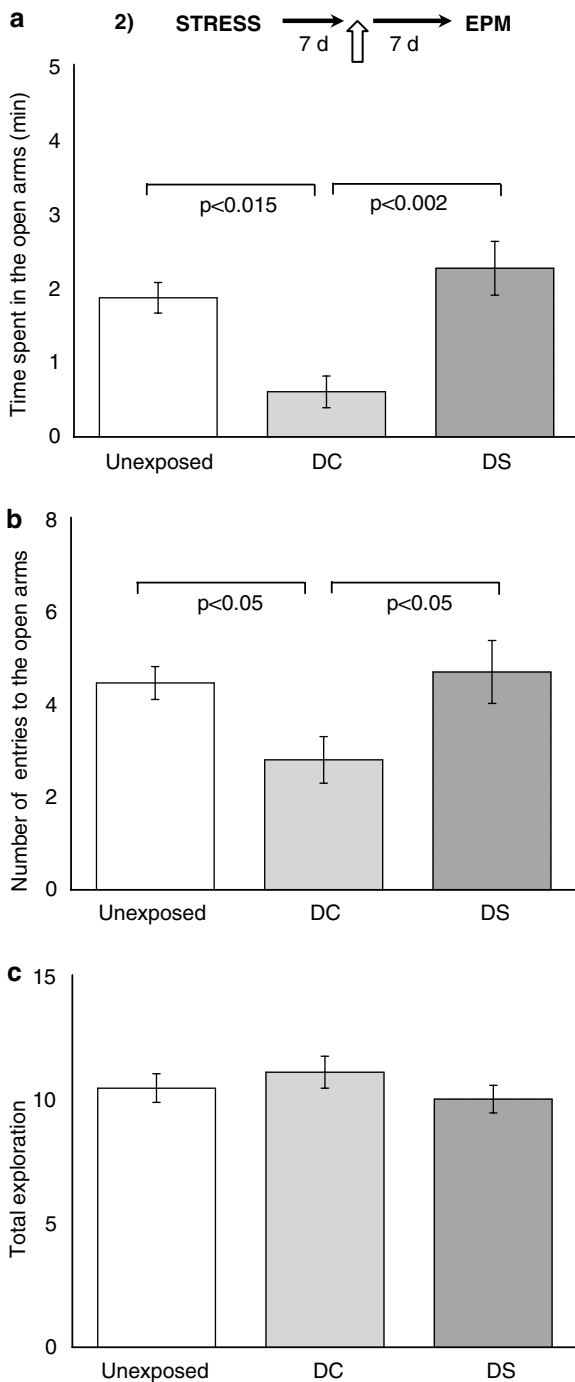 a
2) STRESS EPM
7 d 7 d
Time spent in the open arms (min)
5
4
3
2
1
0
p<0.015 p<0.002
Unexposed DC DS
b
Number of entries to the open arms
8
6
4
2
0
p<0.05 p<0.05
Unexposed DC DS
c
Total exploration
15
10
5
0
Unexposed DC DS